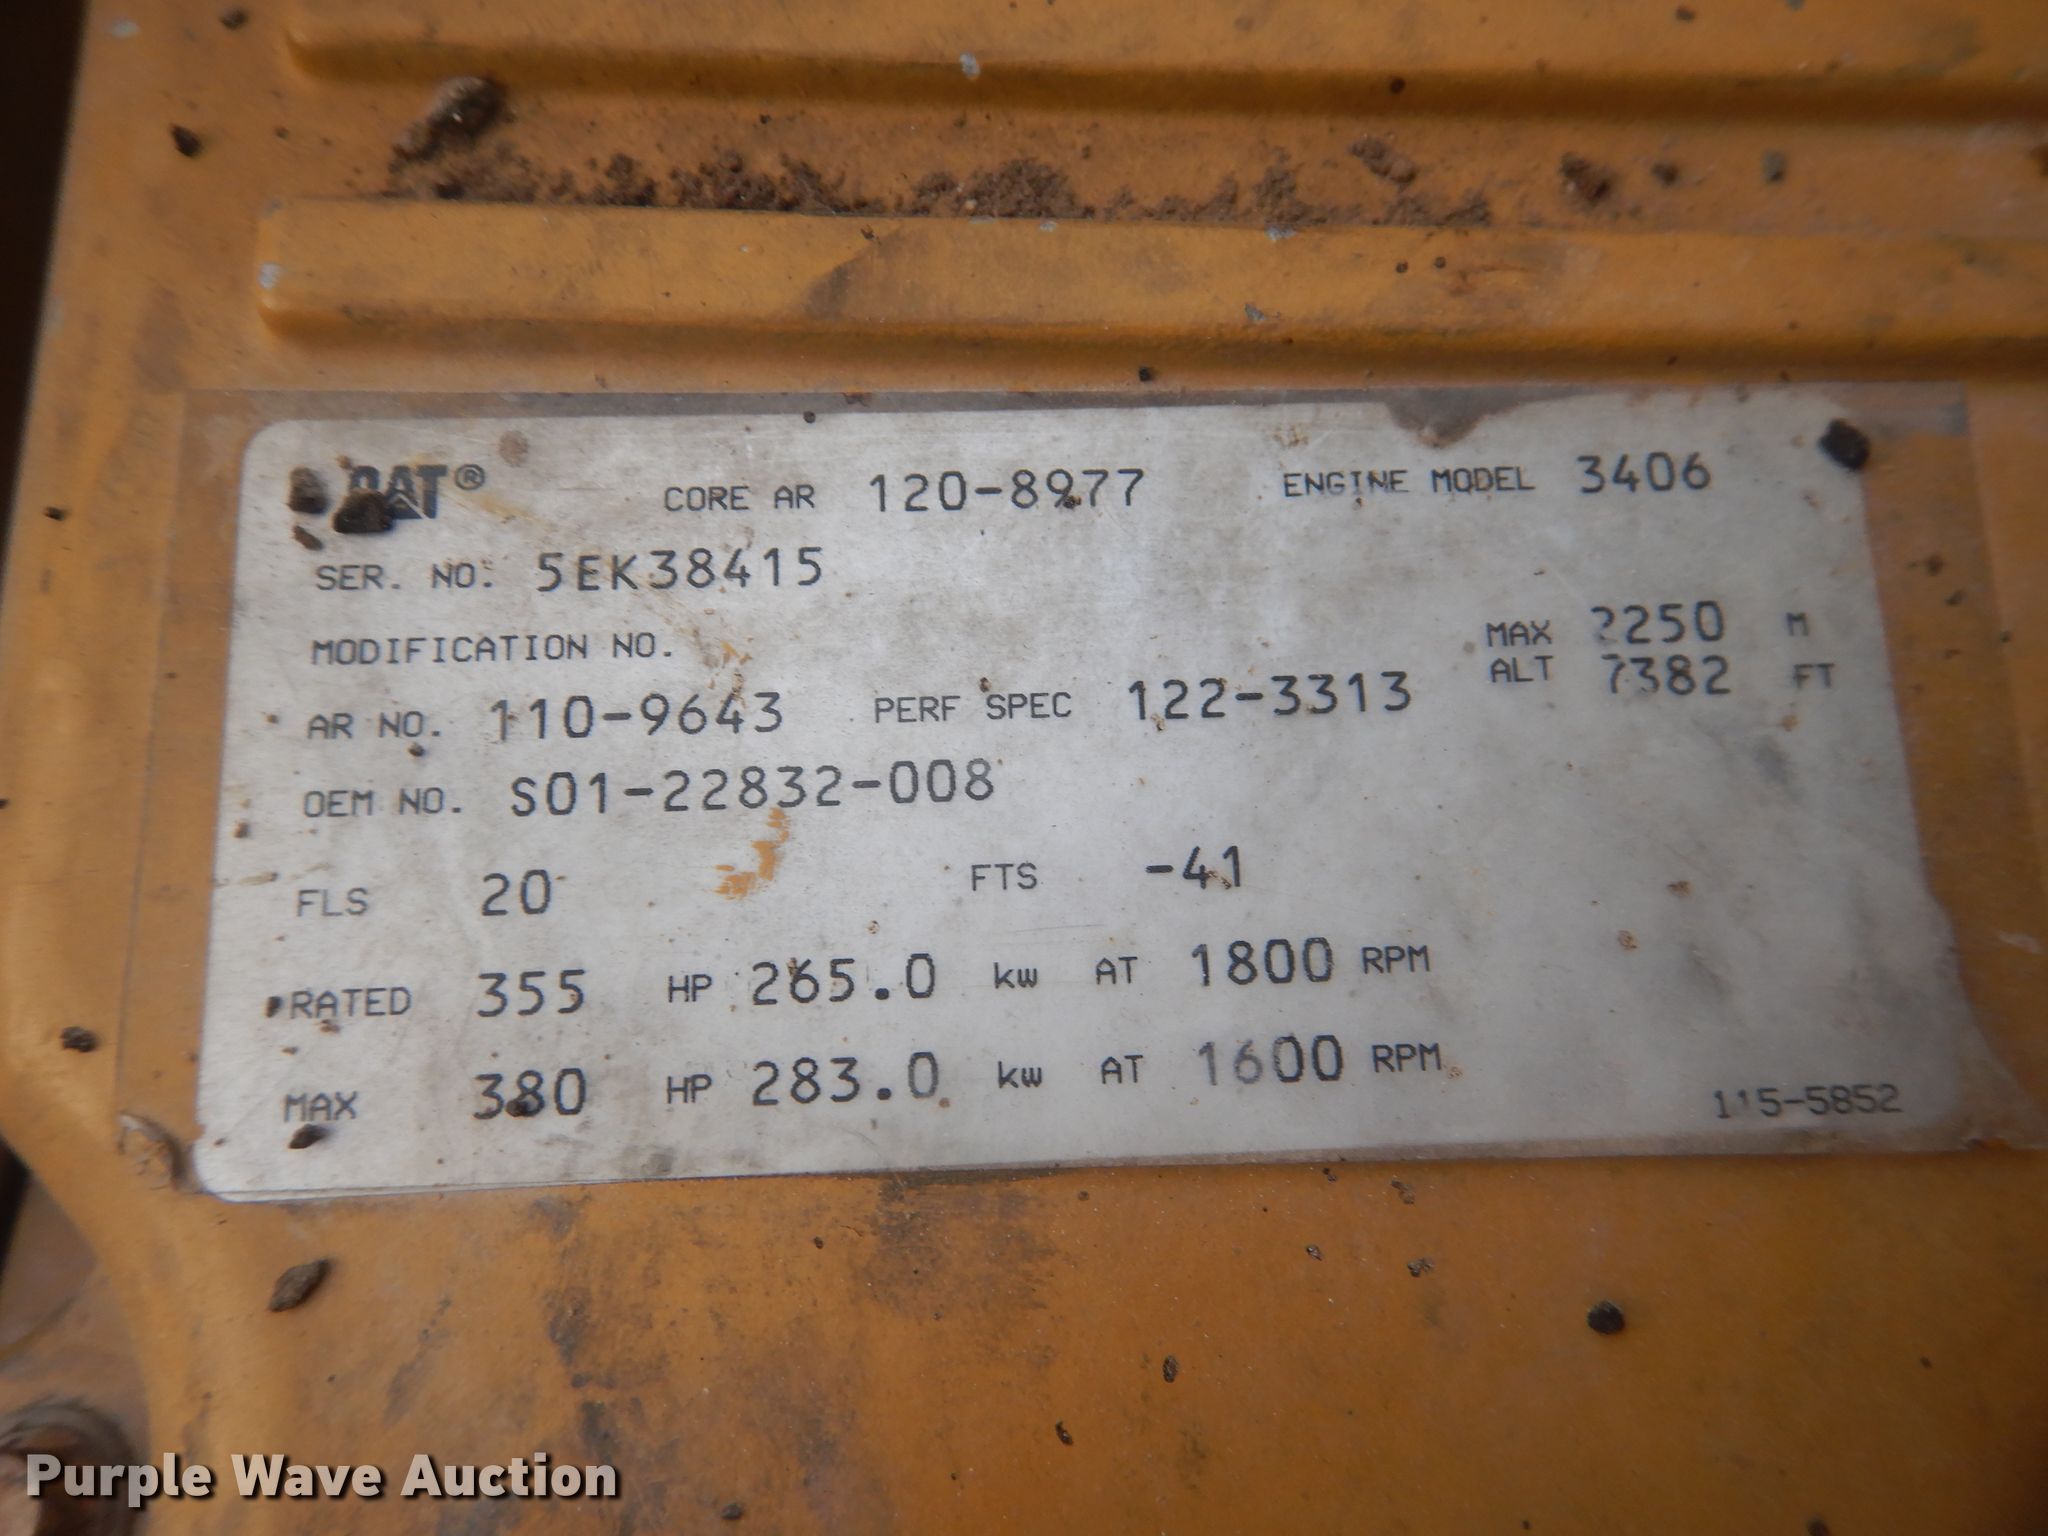 CAT® CORE AR 120-8977 ENGINE MODEL 3406
SER. NO. 5EK38415
MODIFICATION NO. MAX 2250 M
ALT 7382 FT
AR NO. 110-9643 PERF SPEC 122-3313
OEM NO. S01-22832-008
FLS 20 FTS -41
RATED 355 HP 265.0 kw AT 1800 RPM
MAX 380 HP 283.0 kw AT 1600 RPM
115-5852
Purple Wave Auction